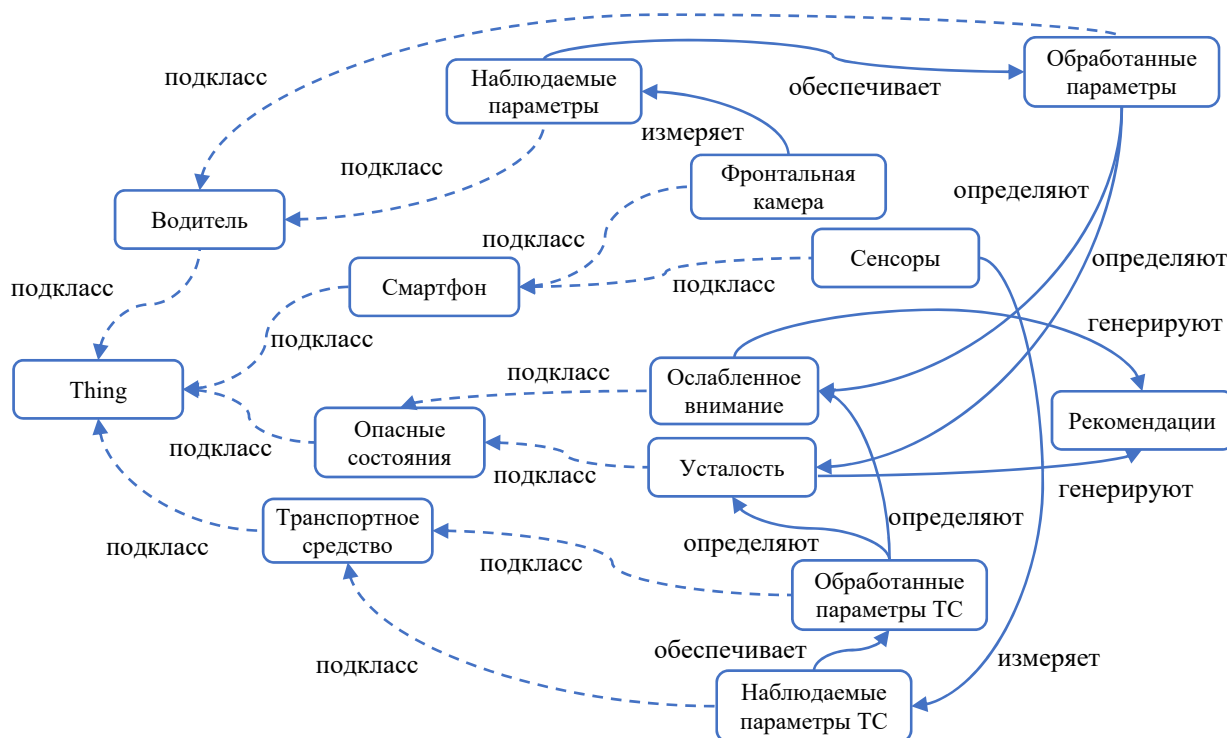 подкласс
Наблюдаемые
параметры
обеспечивает
Обработанные
параметры
измеряет
подкласс
Фронтальная
камера
определяют
Водитель
подкласс
Сенсоры
определяют
подкласс
Смартфон
подкласс
генерируют
подкласс
Thing
подкласс
Ослабленное
внимание
Рекомендации
подкласс
Опасные
состояния
подкласс
Усталость
генерируют
Транспортное
средство
определяют
определяют
подкласс
подкласс
Обработанные
параметры ТС
обеспечивает
измеряет
подкласс
Наблюдаемые
параметры ТС